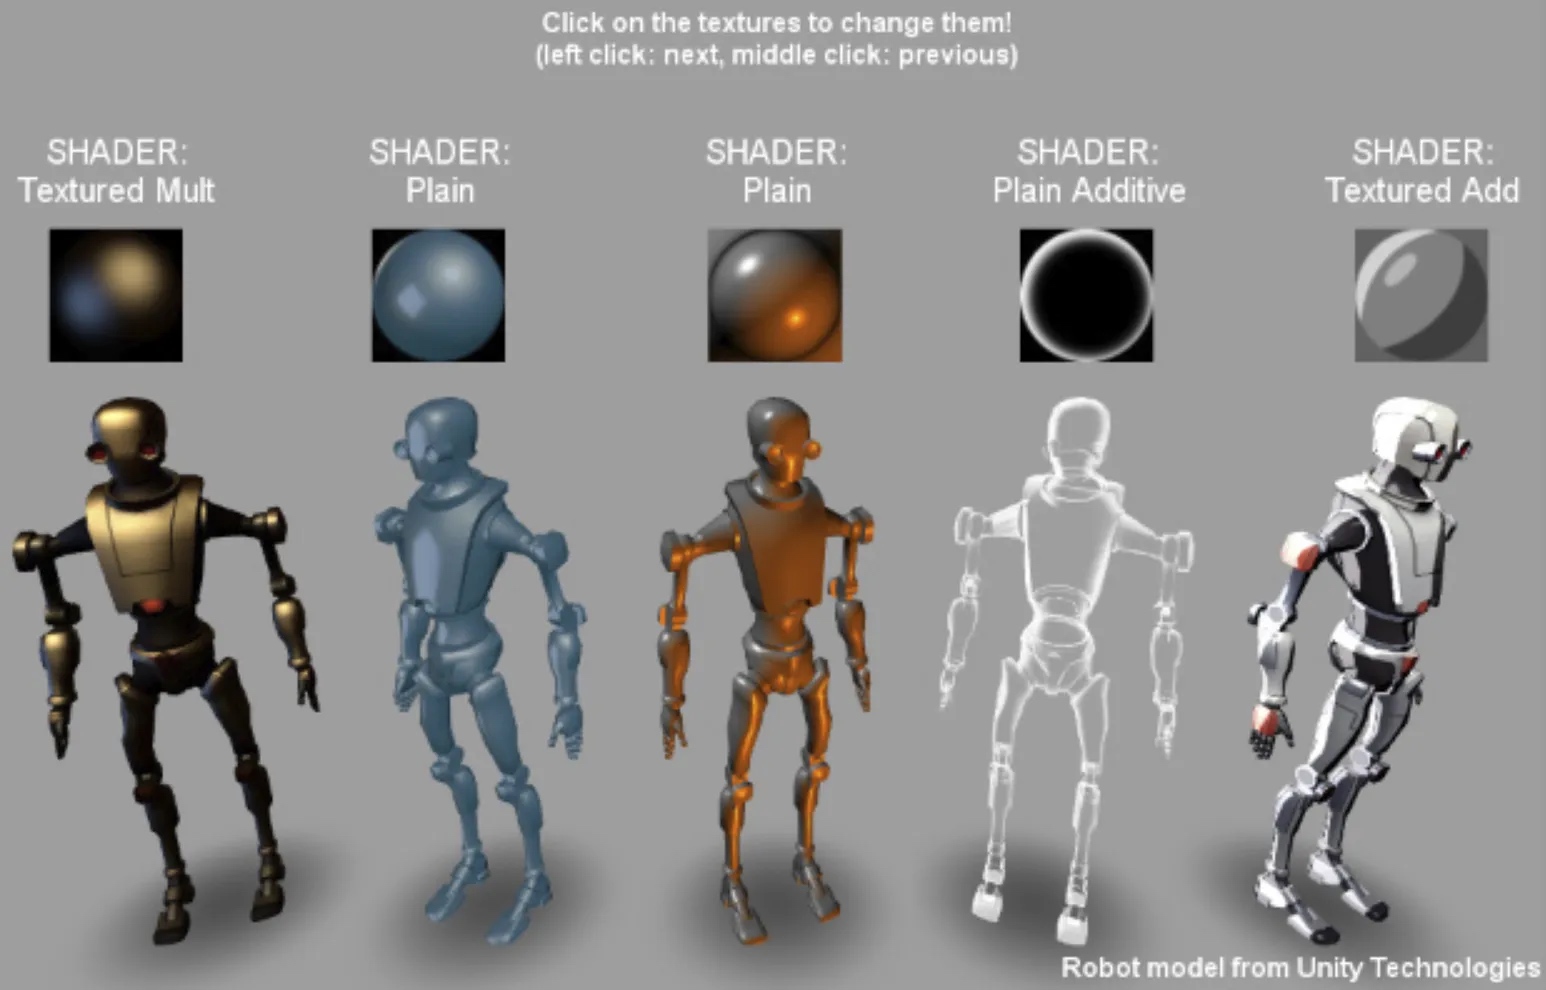 Click on the textures to change them!
(left click: next, middle click: previous)
SHADER:
Textured Mult
SHADER:
Plain
SHADER:
Plain
SHADER:
Plain Additive
SHADER:
Textured Add
Robot model from Unity Technologies